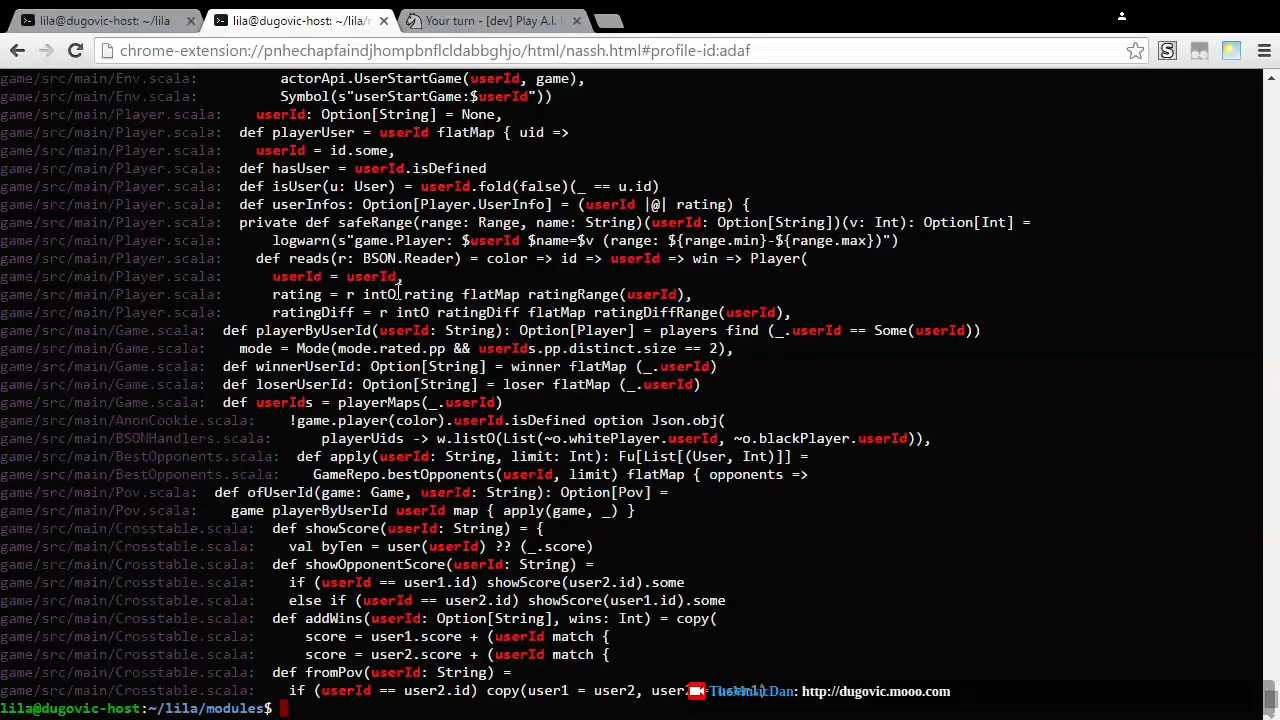 lila@dugovic-host: ~/lila
lila@dugovic-host: ~/lila/r
Your turn - [dev] Play A.I. l
chrome-extension://pnhechapfaindjhompbnflcldabbghjo/html/nassh.html#profile-id:adaf
game/src/main/Env.scala: actorApi.UserStartGame(userId, game),
game/src/main/Env.scala: Symbol(s"userStartGame:$userId"))
game/src/main/Player.scala: userId: Option[String] = None,
game/src/main/Player.scala: def playerUser = userId flatMap { uid =>
game/src/main/Player.scala: userId = id.some,
game/src/main/Player.scala: def hasUser = userId.isDefined
game/src/main/Player.scala: def isUser(u: User) = userId.fold(false)(_ == u.id)
game/src/main/Player.scala: def userInfos: Option[Player.UserInfo] = (userId |@| rating) {
game/src/main/Player.scala: private def safeRange(range: Range, name: String)(userId: Option[String])(v: Int): Option[Int] =
game/src/main/Player.scala: logwarn(s"game.Player: $userId $name=$v (range: ${range.min}-${range.max})")
game/src/main/Player.scala: def reads(r: BSON.Reader) = color => id => userId => win => Player(
game/src/main/Player.scala: userId = userId,
game/src/main/Player.scala: rating = r intO rating flatMap ratingRange(userId),
game/src/main/Player.scala: ratingDiff = r intO ratingDiff flatMap ratingDiffRange(userId),
game/src/main/Game.scala: def playerByUserId(userId: String): Option[Player] = players find (_.userId == Some(userId))
game/src/main/Game.scala: mode = Mode(mode.rated.pp && userIds.pp.distinct.size == 2),
game/src/main/Game.scala: def winnerUserId: Option[String] = winner flatMap (_.userId)
game/src/main/Game.scala: def loserUserId: Option[String] = loser flatMap (_.userId)
game/src/main/Game.scala: def userIds = playerMaps(_.userId)
game/src/main/AnonCookie.scala: !game.player(color).userId.isDefined option Json.obj(
game/src/main/BSONHandlers.scala: playerUids -> w.listO(List(~o.whitePlayer.userId, ~o.blackPlayer.userId)),
game/src/main/BestOpponents.scala: def apply(userId: String, limit: Int): Fu[List[(User, Int)]] =
game/src/main/BestOpponents.scala: GameRepo.bestOpponents(userId, limit) flatMap { opponents =>
game/src/main/Pov.scala: def ofUserId(game: Game, userId: String): Option[Pov] =
game/src/main/Pov.scala: game playerByUserId userId map { apply(game, _) }
game/src/main/Crosstable.scala: def showScore(userId: String) = {
game/src/main/Crosstable.scala: val byTen = user(userId) ?? (_.score)
game/src/main/Crosstable.scala: def showOpponentScore(userId: String) =
game/src/main/Crosstable.scala: if (userId == user1.id) showScore(user2.id).some
game/src/main/Crosstable.scala: else if (userId == user2.id) showScore(user1.id).some
game/src/main/Crosstable.scala: def addWins(userId: Option[String], wins: Int) = copy(
game/src/main/Crosstable.scala: score = user1.score + (userId match {
game/src/main/Crosstable.scala: score = user2.score + (userId match {
game/src/main/Crosstable.scala: def fromPov(userId: String) =
game/src/main/Crosstable.scala: if (userId == user2.id) copy(user1 = user2, user2 = user1)
TheMusicDan: http://dugovic.mooo.com
lila@dugovic-host:~/lila/modules$